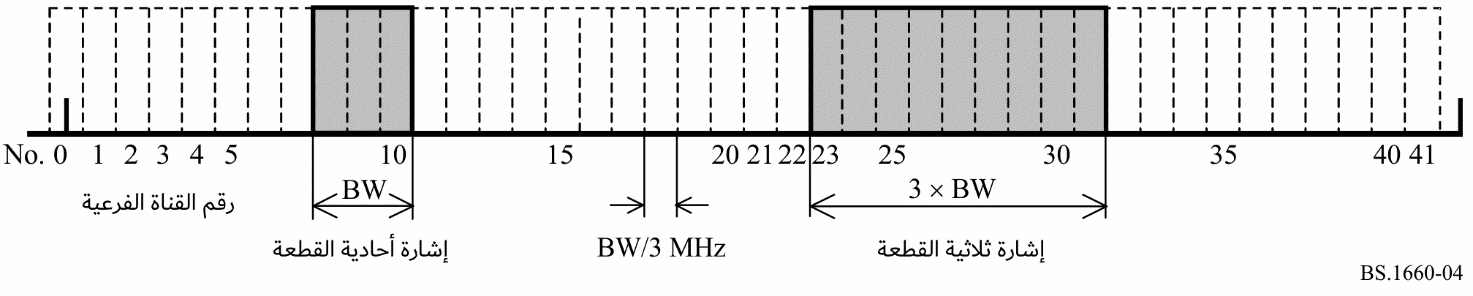 No. 0 1 2 3 4 5 10 15 20 21 22 23 25 30 35 40 41
BW 3 × BW
رقم القناة الفرعية
إشارة أحادية القطعة BW/3 MHz إشارة ثلاثية القطعة
BS.1660-04